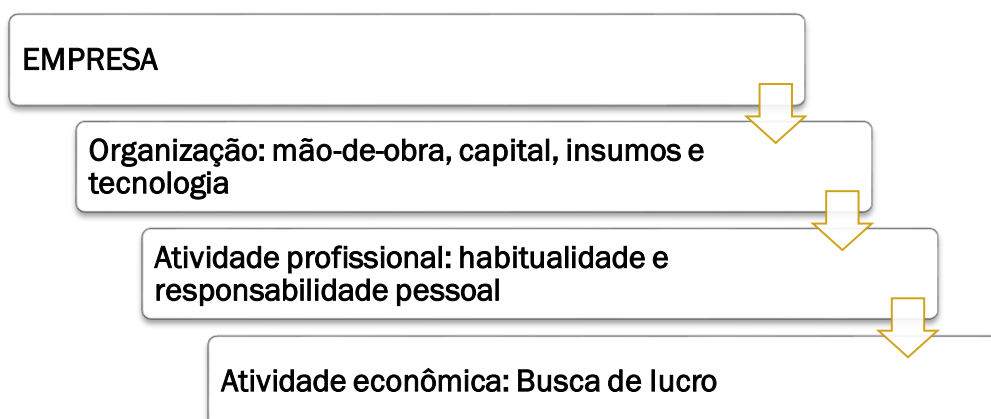 EMPRESA
Organização: mão-de-obra, capital, insumos e
tecnologia
Atividade profissional: habitualidade e
responsabilidade pessoal
Atividade econômica: Busca de lucro